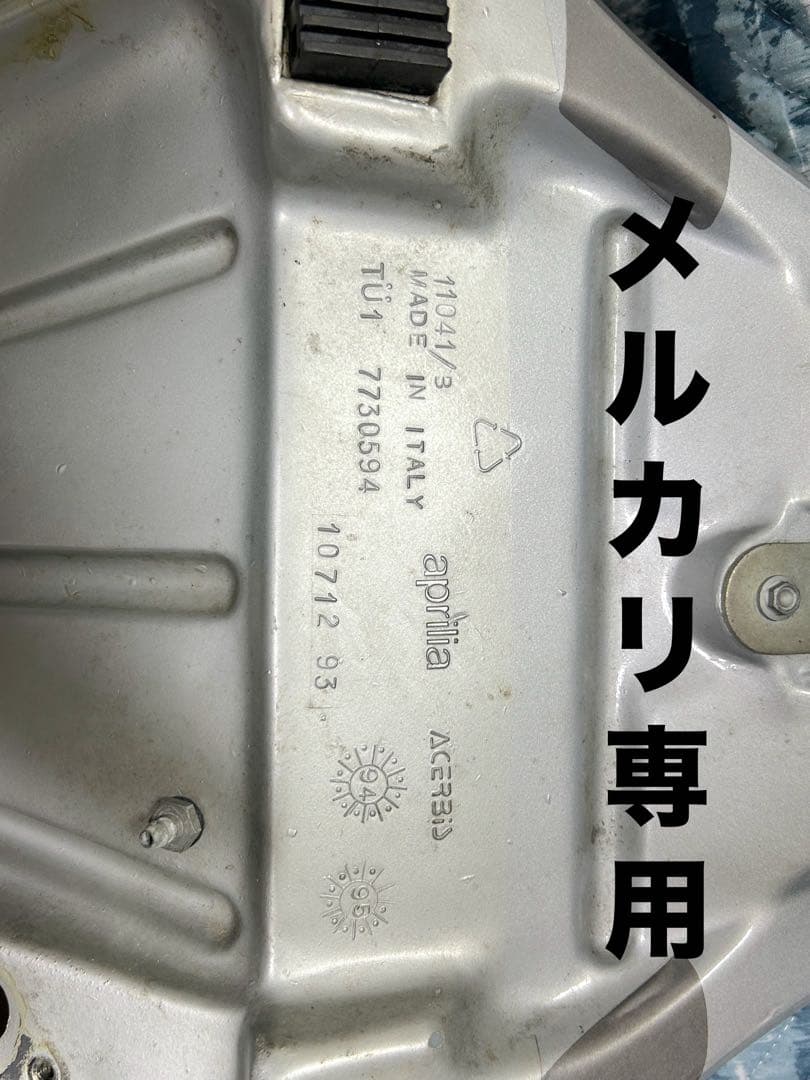 11041/3
MADE IN ITALY
TÜ1 7730594
aprilia
10712 93
ACERBIS
94
95
メルカリ専用